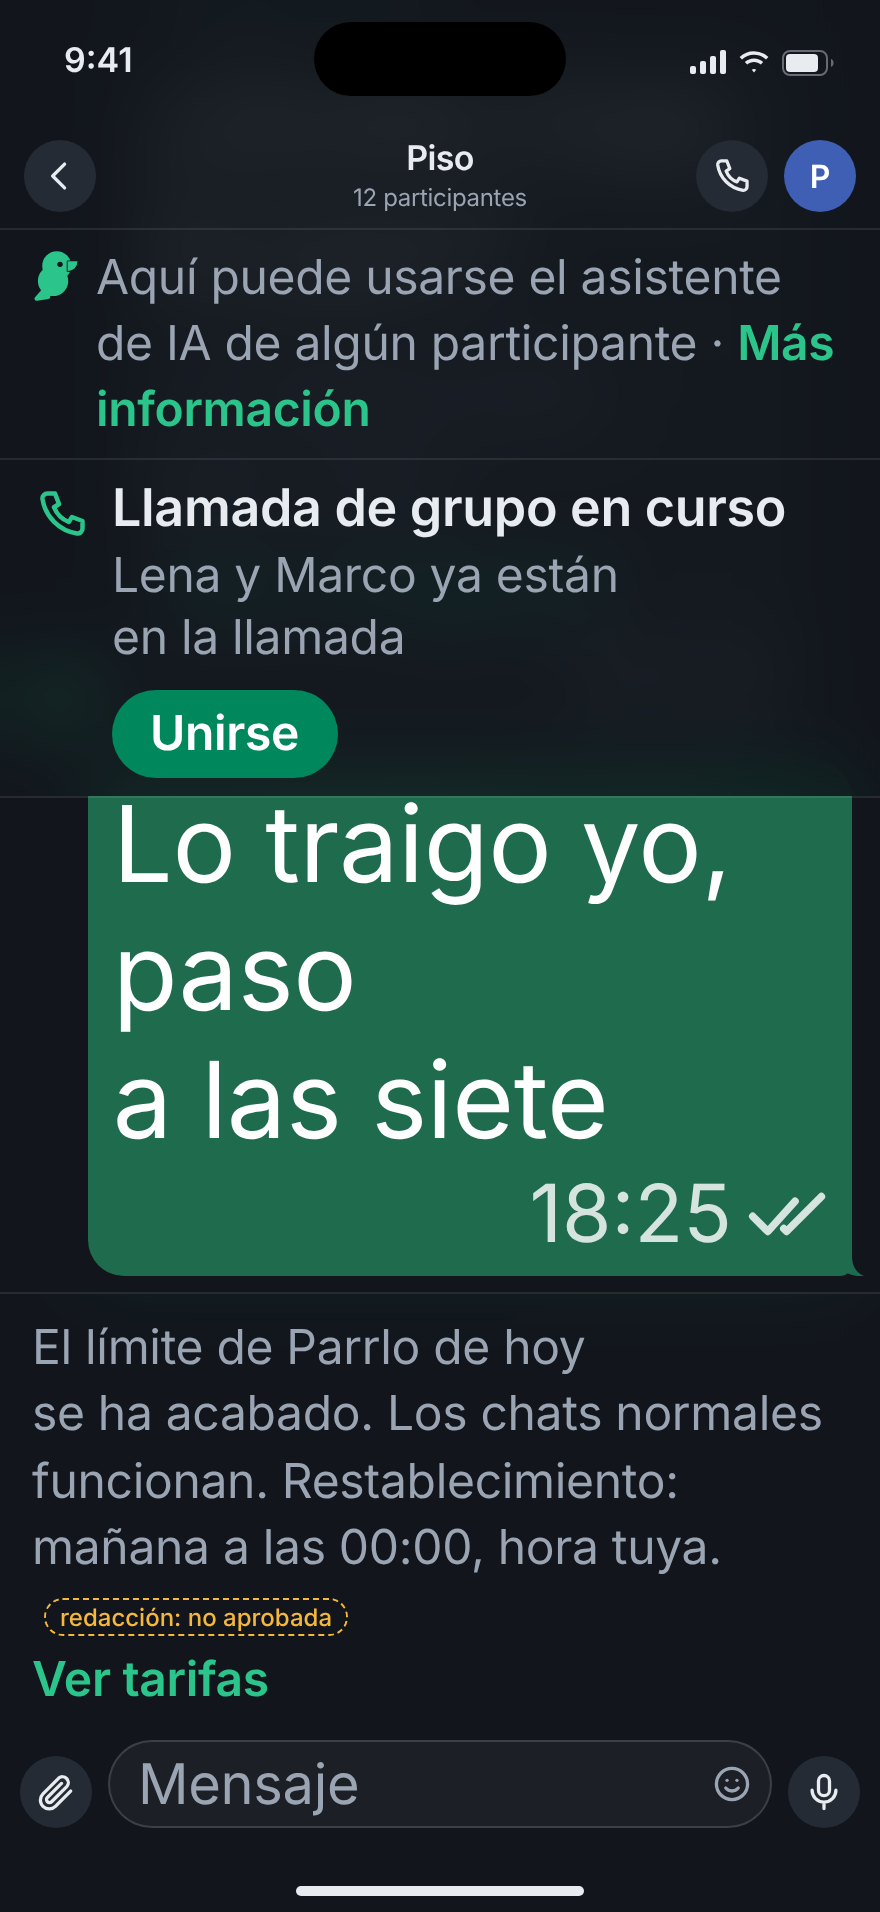 9:41
Piso
12 participantes
P
Aquí puede usarse el asistente
de IA de algún participante · Más
información
Llamada de grupo en curso
Lena y Marco ya están
en la llamada
Unirse
Lo traigo yo,
paso
a las siete
18:25
El límite de Parrlo de hoy
se ha acabado. Los chats normales
funcionan. Restablecimiento:
mañana a las 00:00, hora tuya.
redacción: no aprobada
Ver tarifas
Mensaje